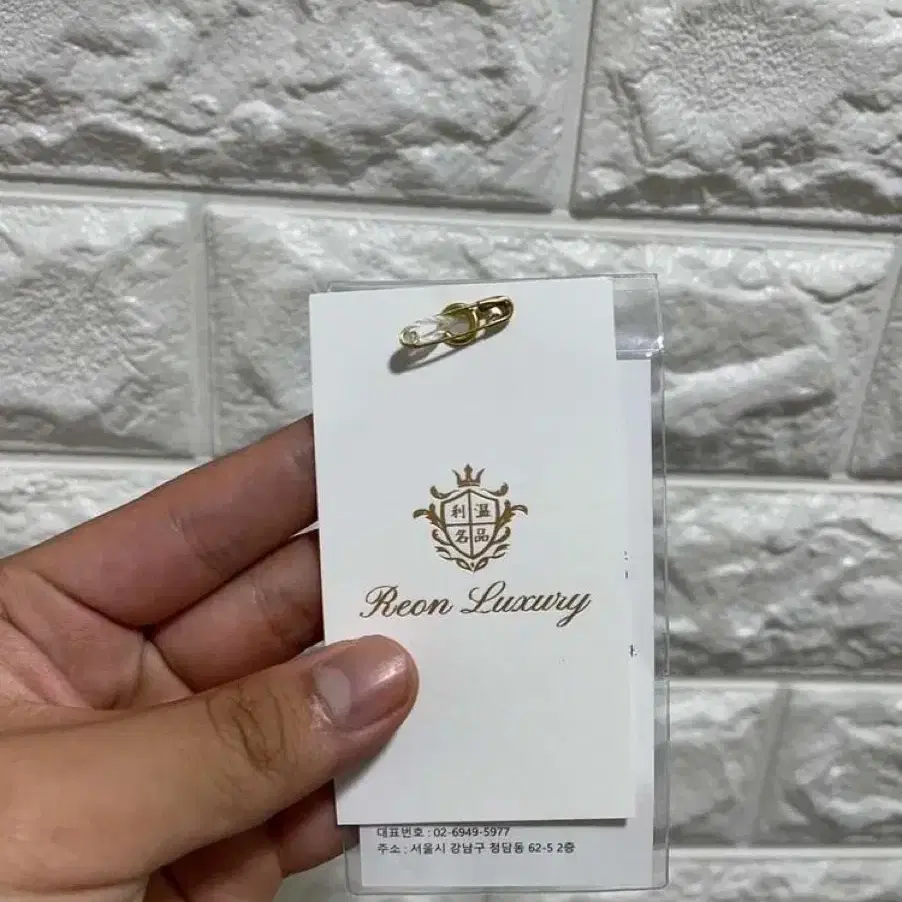 利溫
名品
Reon Luxury
대표번호 : 02-6949-5977
주소 : 서울시 강남구 청담동 62-5 2층